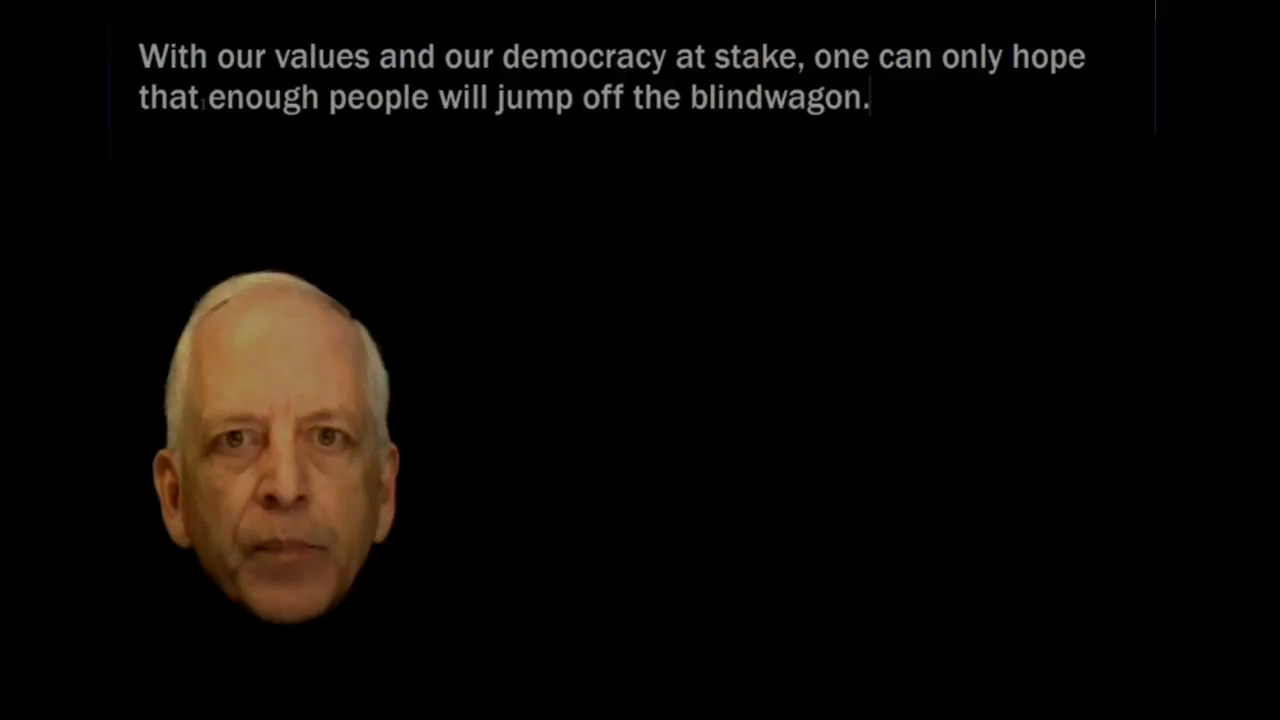 With our values and our democracy at stake, one can only hope
that enough people will jump off the blindwagon.